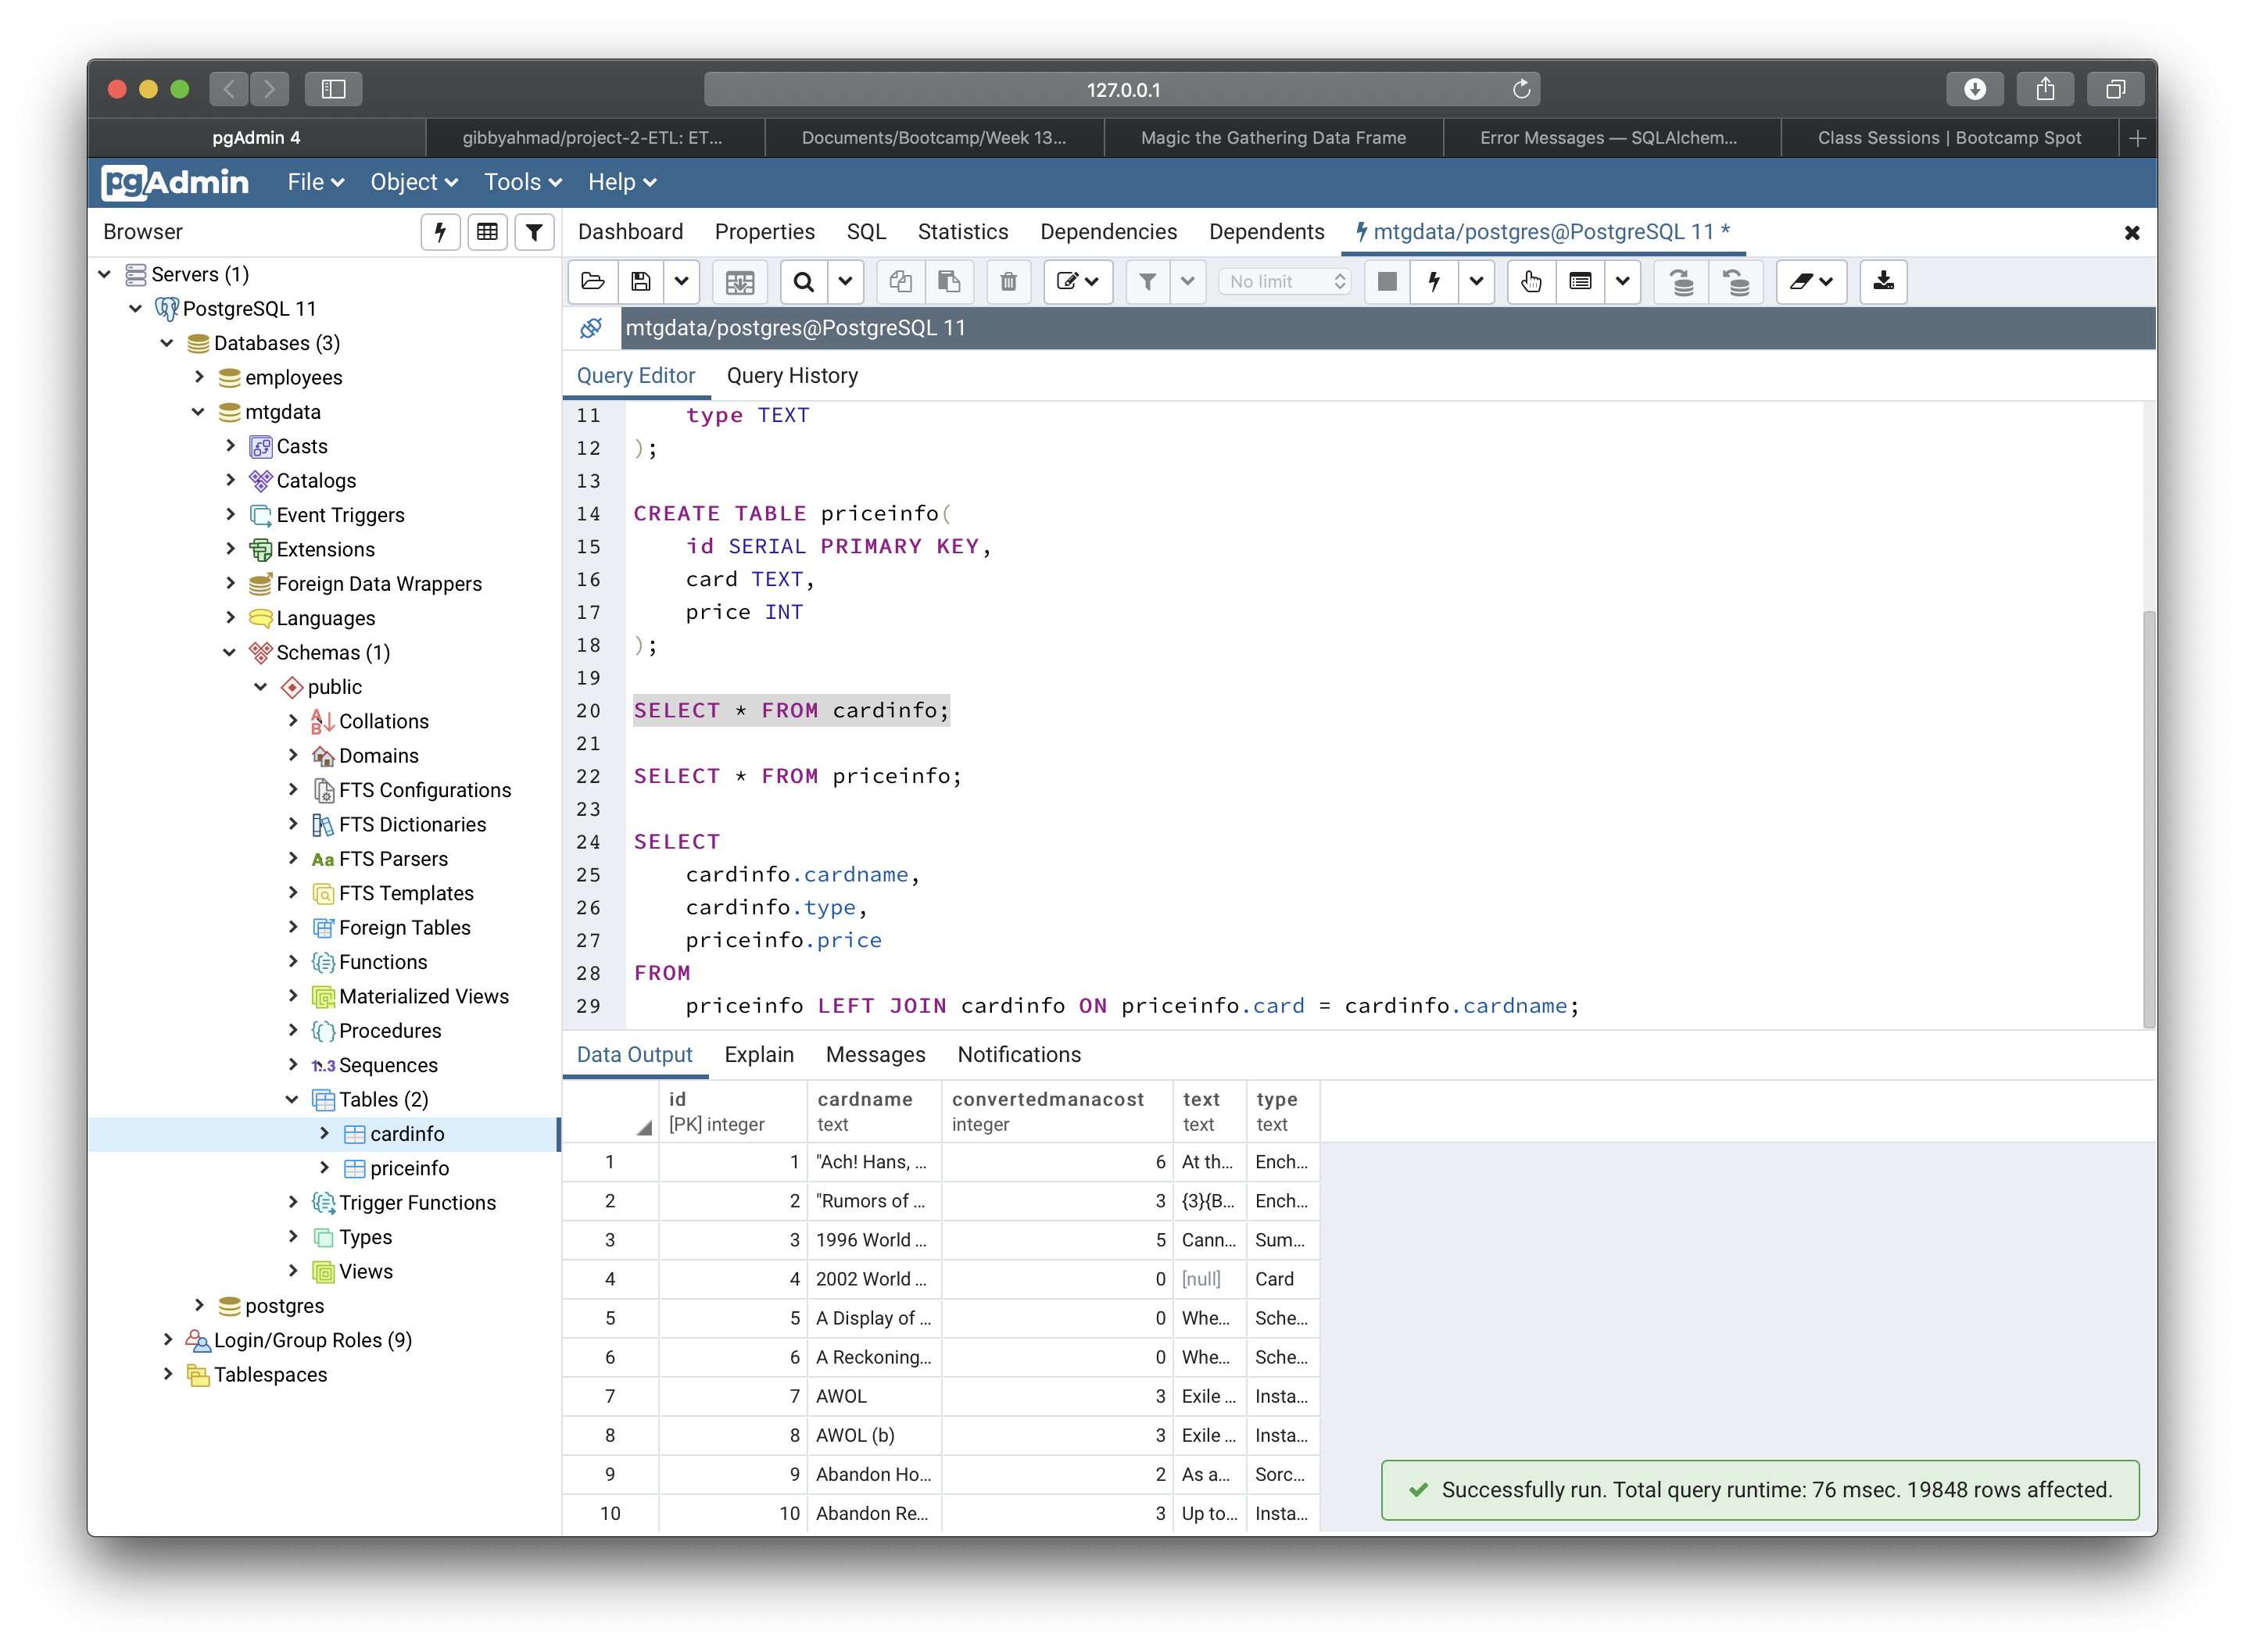 127.0.0.1
pgAdmin 4
gibbyahmad/project-2-ETL: ET...
Documents/Bootcamp/Week 13...
Magic the Gathering Data Frame
Error Messages — SQLAlchem...
Class Sessions | Bootcamp Spot
pgAdmin File Object Tools Help
Browser
Dashboard Properties SQL Statistics Dependencies Dependents mtgdata/postgres@PostgreSQL 11 *
No limit
mtgdata/postgres@PostgreSQL 11
Servers (1)
PostgreSQL 11
Databases (3)
employees
mtgdata
Casts
Catalogs
Event Triggers
Extensions
Foreign Data Wrappers
Languages
Schemas (1)
public
Collations
Domains
FTS Configurations
FTS Dictionaries
Aa FTS Parsers
FTS Templates
Foreign Tables
Functions
Materialized Views
Procedures
1..3 Sequences
Tables (2)
cardinfo
priceinfo
Trigger Functions
Types
Views
postgres
Login/Group Roles (9)
Tablespaces
Query Editor Query History
11 type TEXT
12 );
13
14 CREATE TABLE priceinfo(
15 id SERIAL PRIMARY KEY,
16 card TEXT,
17 price INT
18 );
19
20 SELECT * FROM cardinfo;
21
22 SELECT * FROM priceinfo;
23
24 SELECT
25 cardinfo.cardname,
26 cardinfo.type,
27 priceinfo.price
28 FROM
29 priceinfo LEFT JOIN cardinfo ON priceinfo.card = cardinfo.cardname;
Data Output Explain Messages Notifications
id cardname convertedmanacost text type
[PK] integer text integer text text
1 1 "Ach! Hans, ... 6 At th... Ench...
2 2 "Rumors of ... 3 {3}{B... Ench...
3 3 1996 World ... 5 Cann... Sum...
4 4 2002 World ... 0 [null] Card
5 5 A Display of ... 0 Whe... Sche...
6 6 A Reckoning... 0 Whe... Sche...
7 7 AWOL 3 Exile ... Insta...
8 8 AWOL (b) 3 Exile ... Insta...
9 9 Abandon Ho... 2 As a... Sorc...
10 10 Abandon Re... 3 Up to... Insta...
Successfully run. Total query runtime: 76 msec. 19848 rows affected.